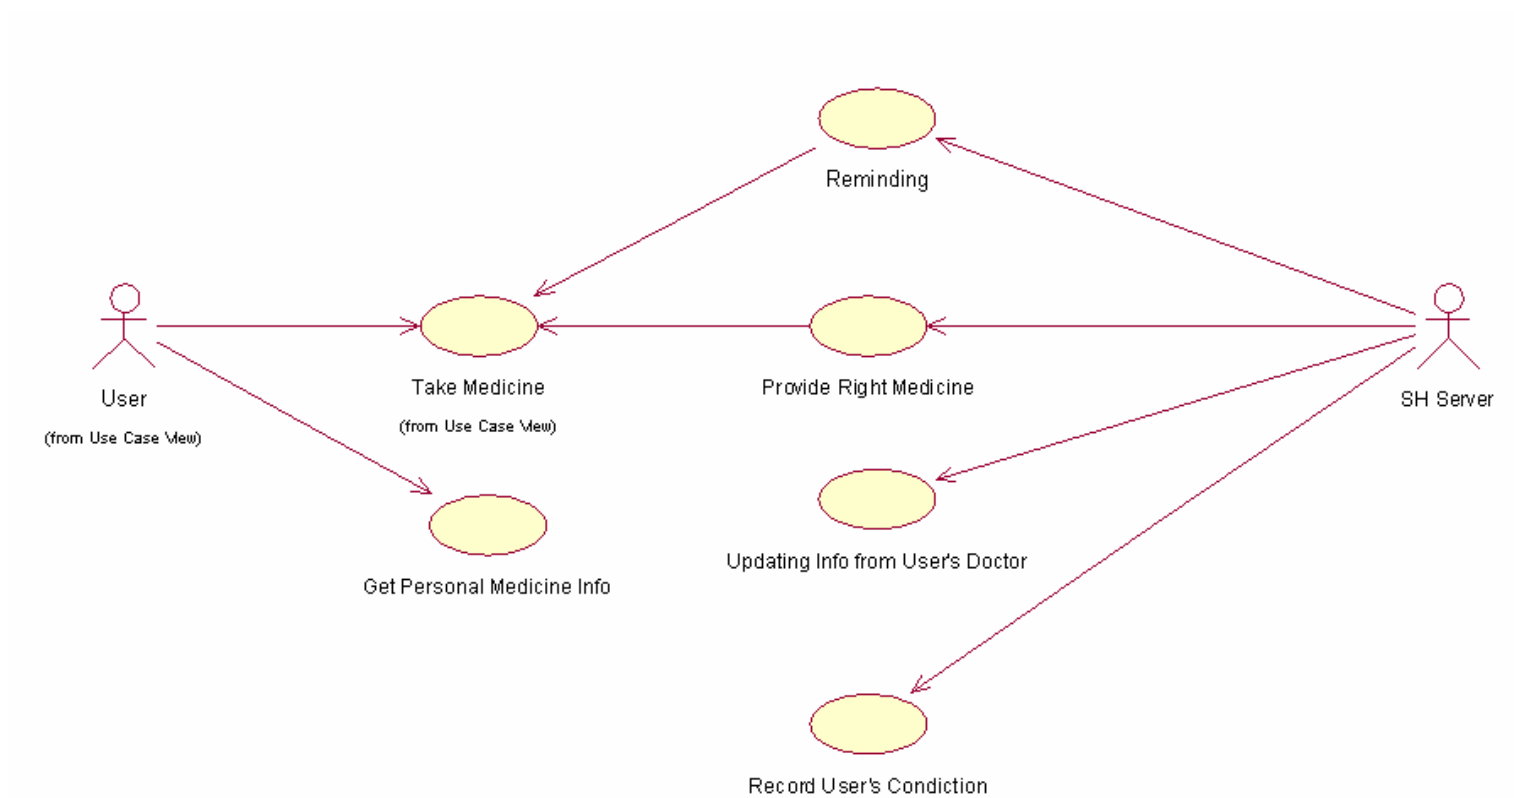 Reminding
User
(from Use Case View)
Take Medicine
(from Use Case View)
Provide Right Medicine
SH Server
Get Personal Medicine Info
Updating Info from User's Doctor
Record User's Condiction